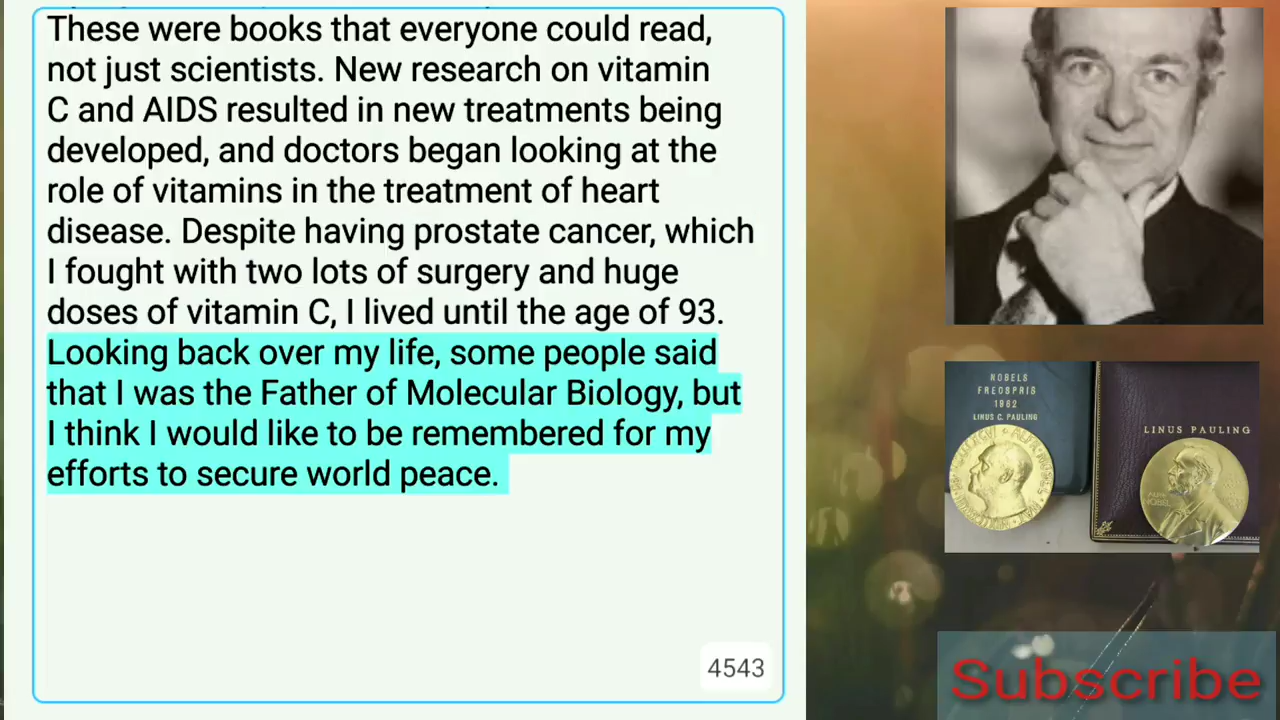 These were books that everyone could read,
not just scientists. New research on vitamin
C and AIDS resulted in new treatments being
developed, and doctors began looking at the
role of vitamins in the treatment of heart
disease. Despite having prostate cancer, which
I fought with two lots of surgery and huge
doses of vitamin C, I lived until the age of 93.
Looking back over my life, some people said
that I was the Father of Molecular Biology, but
I think I would like to be remembered for my
efforts to secure world peace.
4543
NOBELS
FREDSPRIS
1962
LINUS C. PAULING
LINUS PAULING
Subscribe